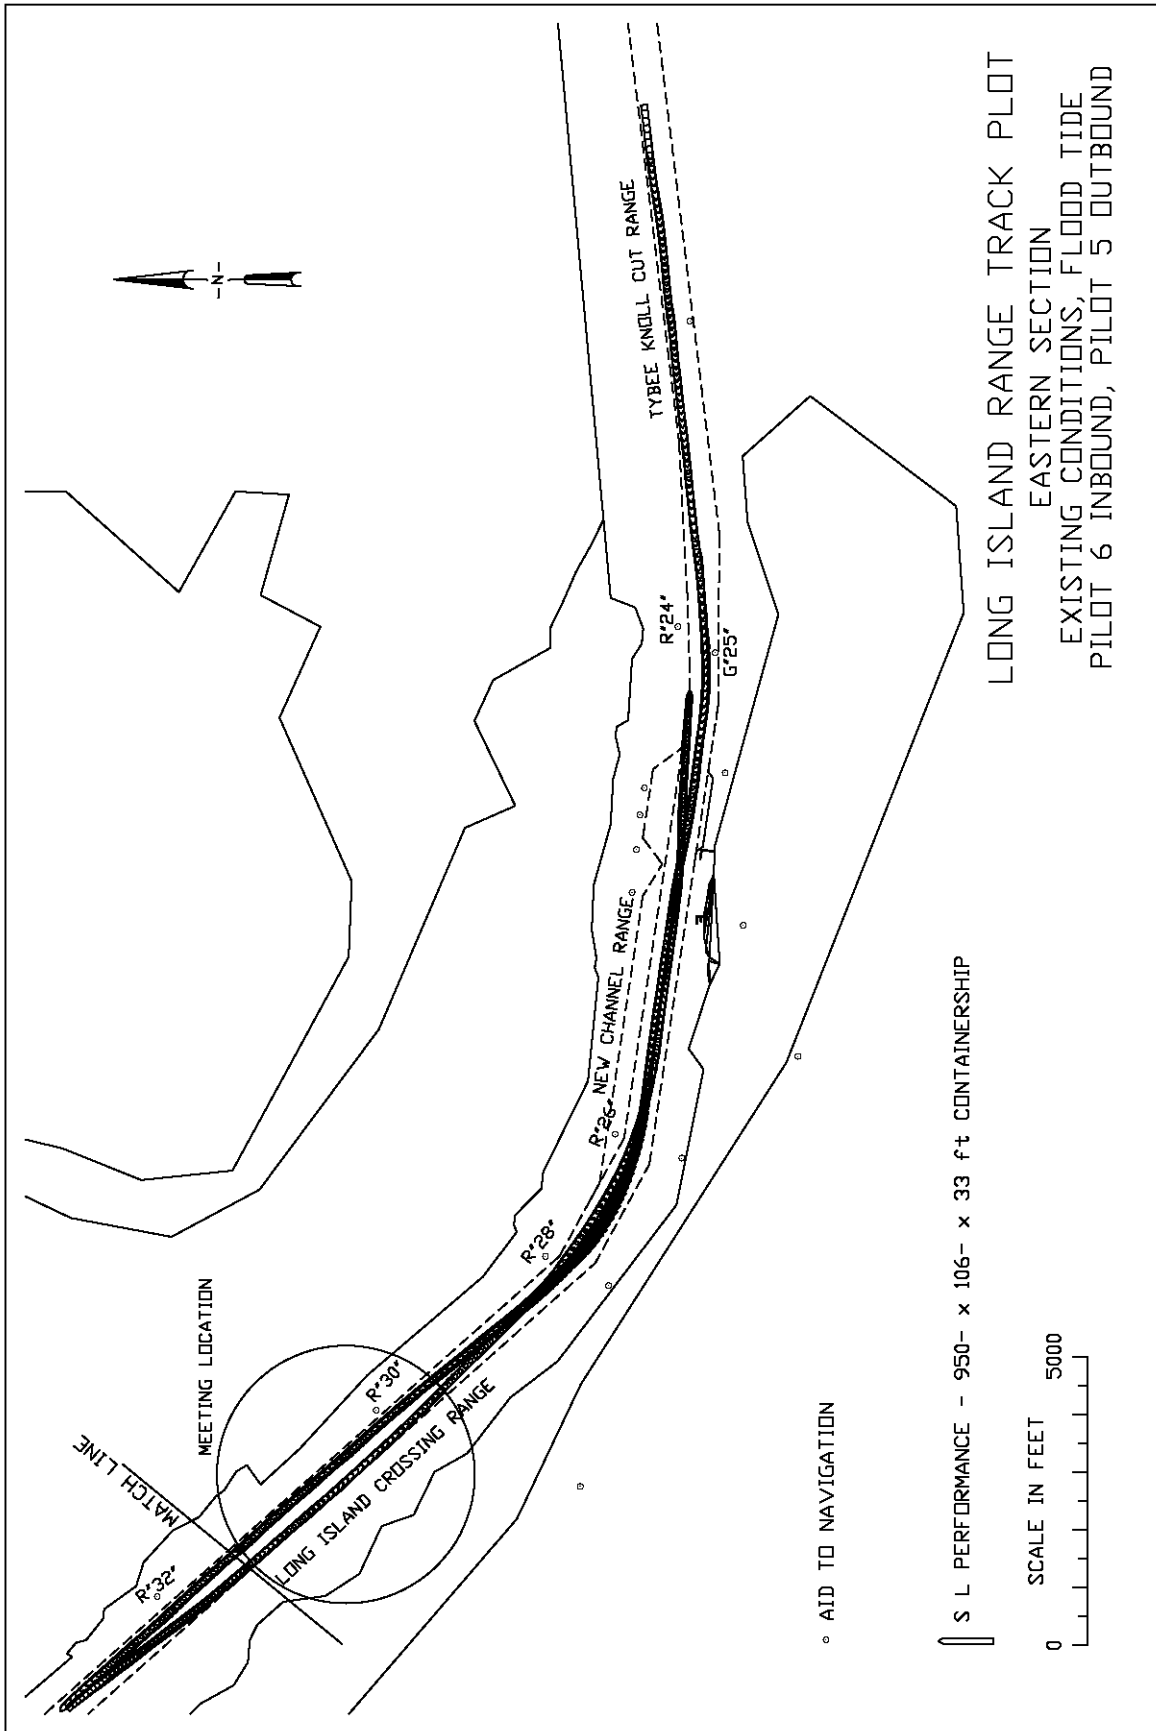 LONG ISLAND RANGE TRACK PLOT
EASTERN SECTION
EXISTING CONDITIONS, FLOOD TIDE
PILOT 6 INBOUND, PILOT 5 OUTBOUND
MATCH LINE
MEETING LOCATION
R"32"
R"30"
LONG ISLAND CROSSING RANGE
R"28"
R"26"
NEW CHANNEL RANGE
R"24"
G"25"
TYBEE KNOLL CUT RANGE
-N-
AID TO NAVIGATION
S L PERFORMANCE - 950- x 106- x 33 ft CONTAINERSHIP
SCALE IN FEET
0 5000